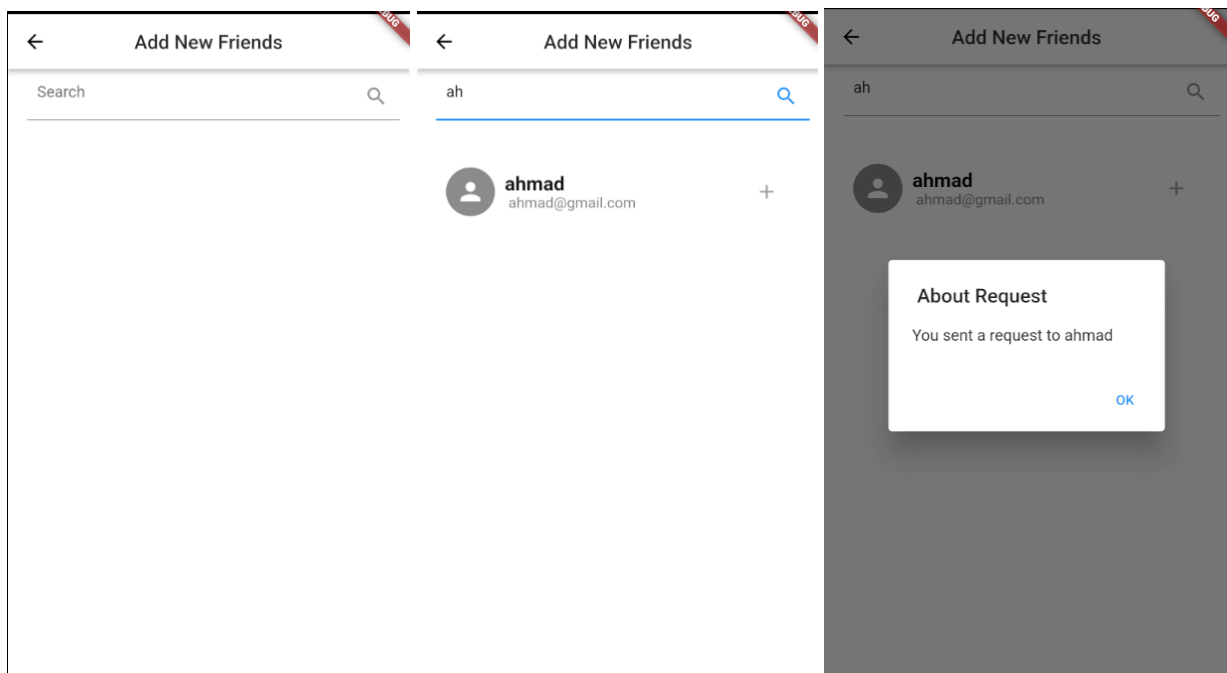 Add New Friends
Search
Add New Friends
ah
ahmad
ahmad@gmail.com
Add New Friends
ah
ahmad
ahmad@gmail.com
About Request
You sent a request to ahmad
OK